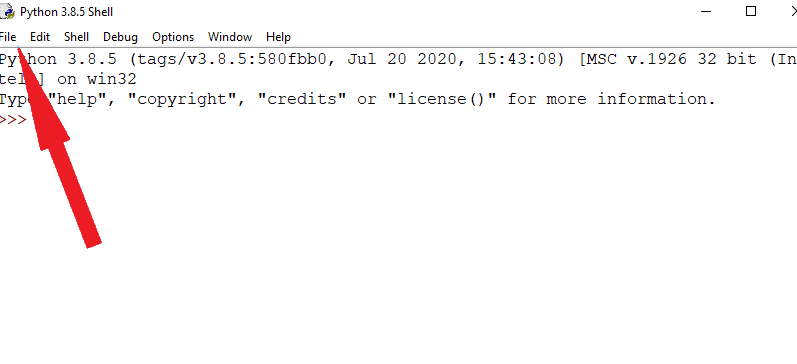 Python 3.8.5 Shell
File Edit Shell Debug Options Window Help
Python 3.8.5 (tags/v3.8.5:580fbb0, Jul 20 2020, 15:43:08) [MSC v.1926 32 bit (In
tel)] on win32
Type "help", "copyright", "credits" or "license()" for more information.
>>>